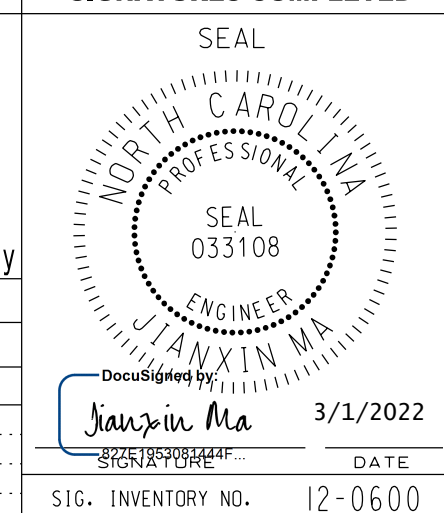 SEAL
NORTH CAROLINA
PROFESSIONAL
SEAL
033108
ENGINEER
JIANXIN MA
y
DocuSigned by:
Jianxin Ma
3/1/2022
827E1953081444F...
SIGNATURE
DATE
SIG. INVENTORY NO.
12-0600